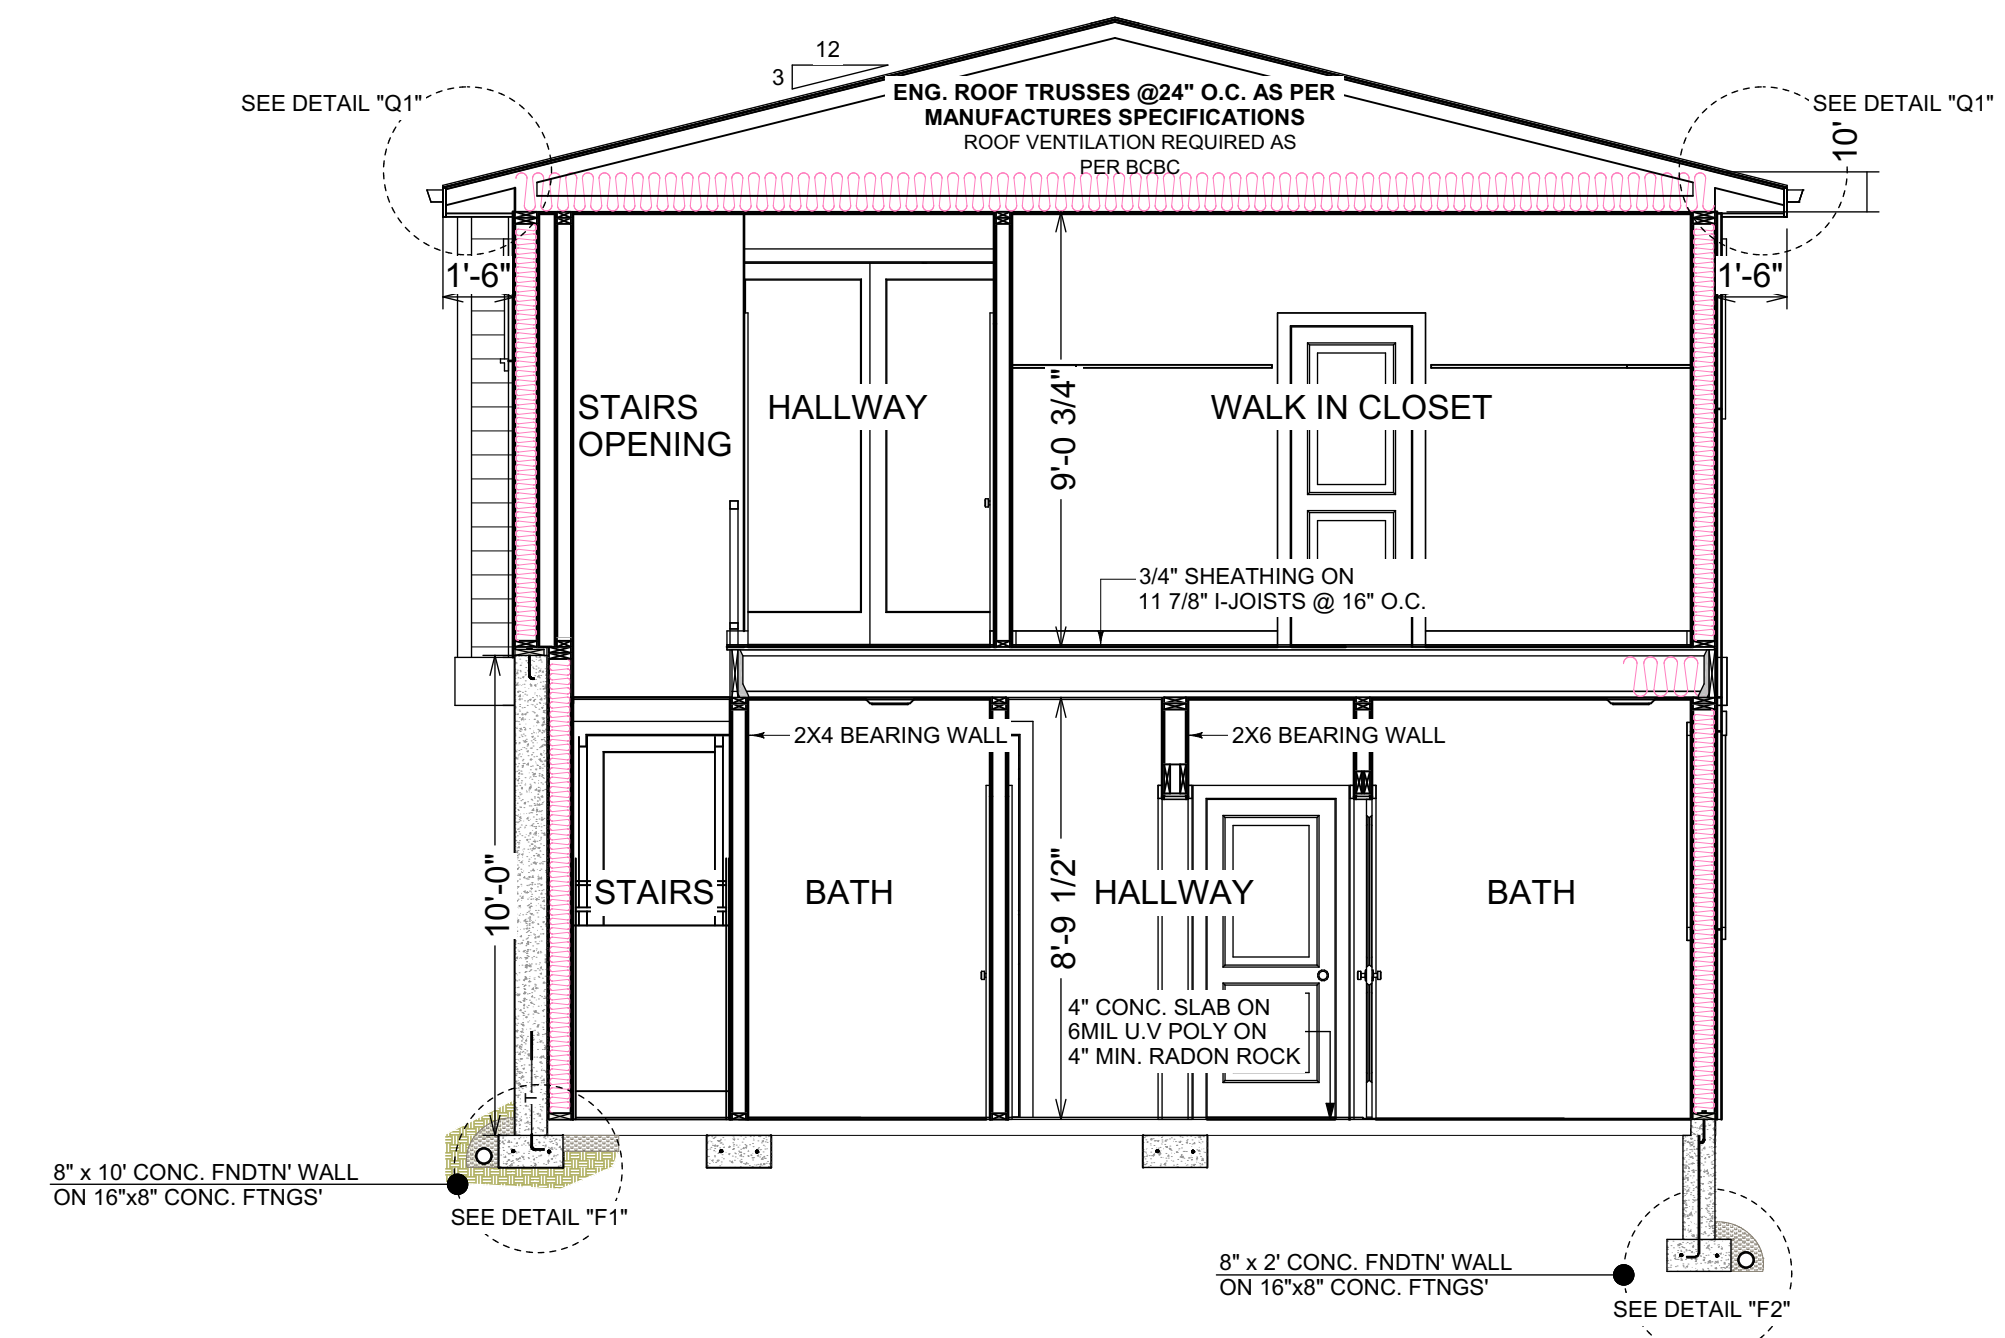 12
3
SEE DETAIL "Q1"
ENG. ROOF TRUSSES @24" O.C. AS PER
MANUFACTURES SPECIFICATIONS
ROOF VENTILATION REQUIRED AS
PER BCBC
SEE DETAIL "Q1"
10'
1'-6"
1'-6"
STAIRS
OPENING
HALLWAY
9'-0 3/4"
WALK IN CLOSET
3/4" SHEATHING ON
11 7/8" I-JOISTS @ 16" O.C.
2X4 BEARING WALL
2X6 BEARING WALL
10'-0"
STAIRS
BATH
8'-9 1/2"
HALLWAY
BATH
4" CONC. SLAB ON
6MIL U.V POLY ON
4" MIN. RADON ROCK
8" x 10' CONC. FNDTN' WALL
ON 16"x8" CONC. FTNGS'
SEE DETAIL "F1"
8" x 2' CONC. FNDTN' WALL
ON 16"x8" CONC. FTNGS'
SEE DETAIL "F2"